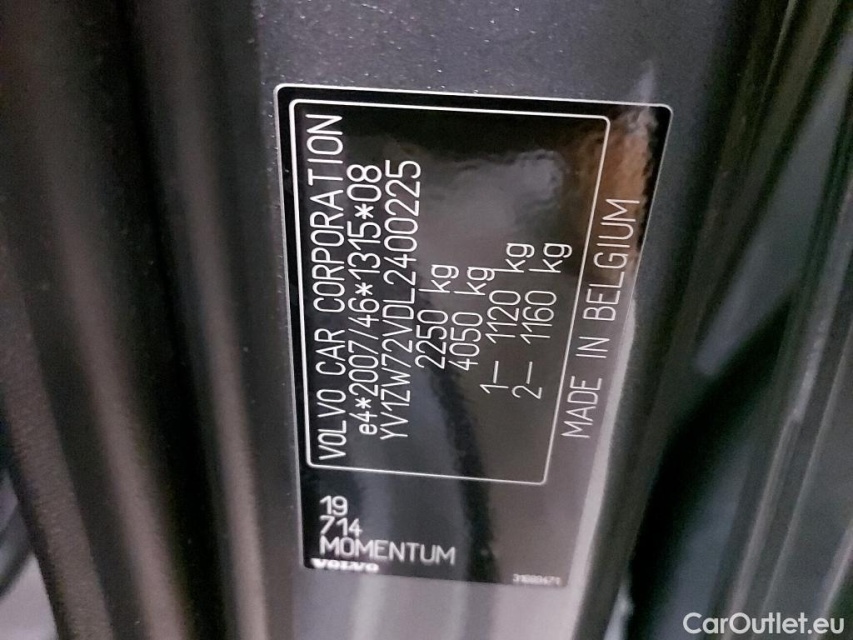 VOLVO CAR CORPORATION
e4*2007/46*1315*08
YV1ZW72VDL2400225
2250 kg
4050 kg
1– 1120 kg
2– 1160 kg
MADE IN BELGIUM
19
714
MOMENTUM
VOLVO
CarOutlet.eu